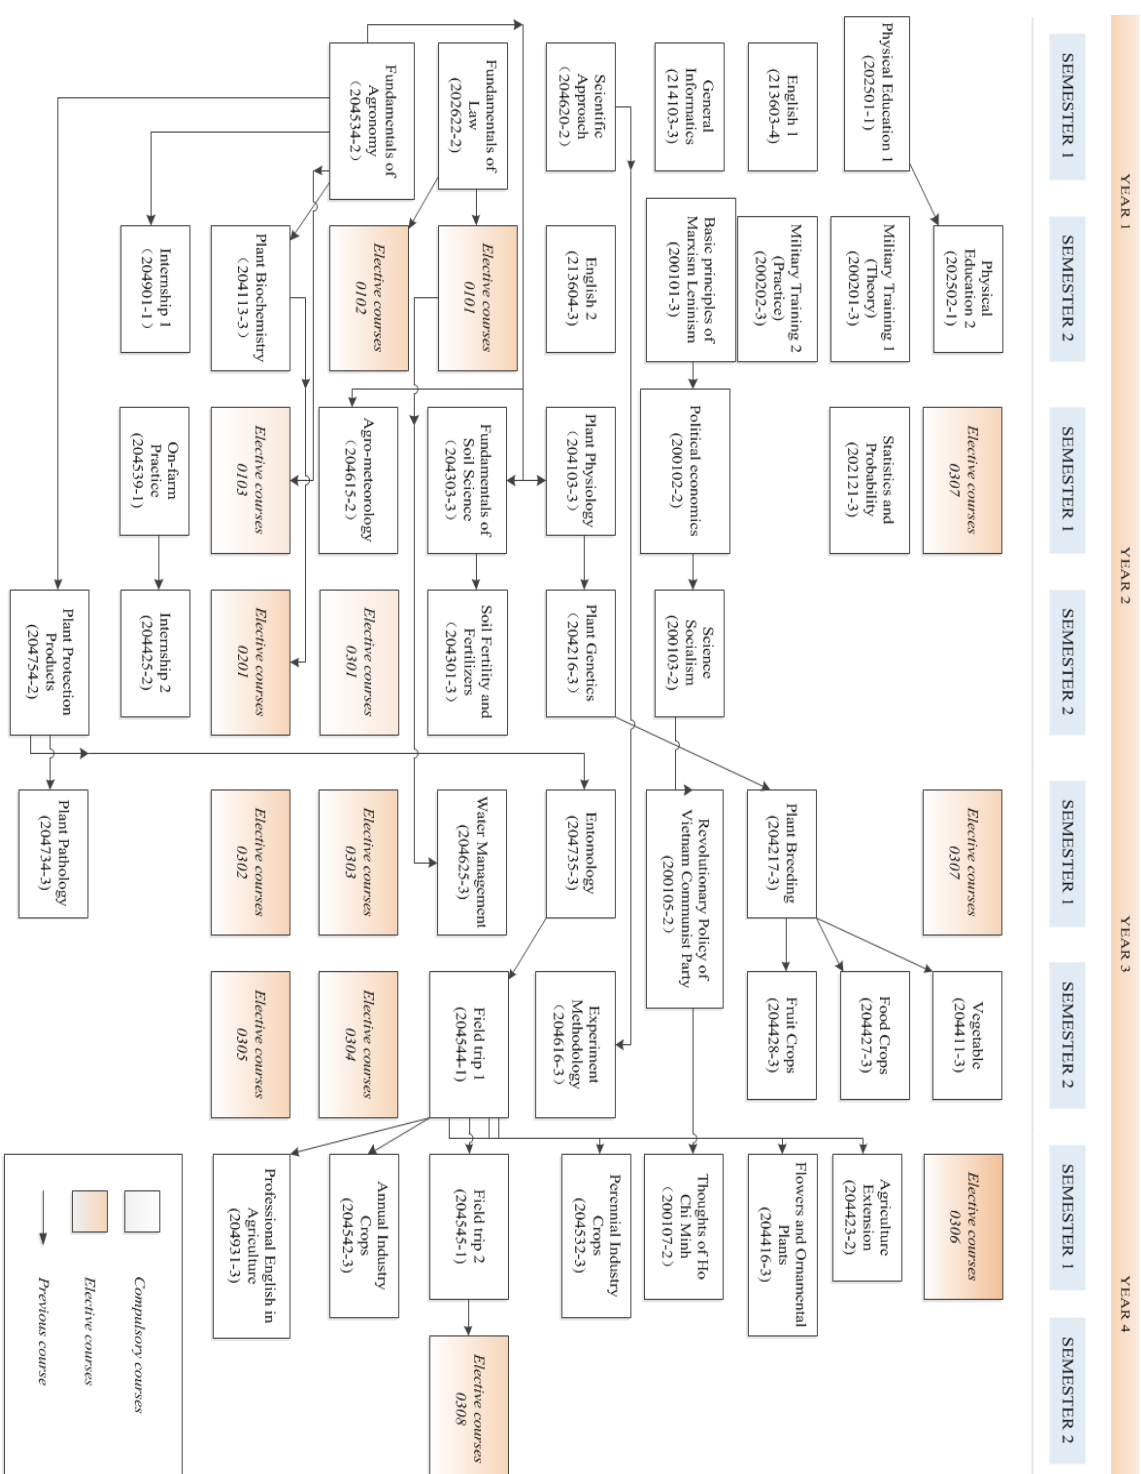 YEAR 1
YEAR 2
YEAR 3
YEAR 4
SEMESTER 1
SEMESTER 2
SEMESTER 1
SEMESTER 2
SEMESTER 1
SEMESTER 2
SEMESTER 1
SEMESTER 2
Physical Education 1
(202501-1)
English 1
(213603-4)
General
Informatics
(214103-3)
Scientific
Approach
(204620-2)
Fundamentals of
Law
(202622-2)
Fundamentals of
Agronomy
(204534-2)
Physical
Education 2
(202502-1)
Military Training 1
(Theory)
(200201-3)
Military Training 2
(Practice)
(200202-3)
Basic principles of
Marxism Leninism
(200101-3)
English 2
(213604-3)
Elective courses
0101
Elective courses
0102
Plant Biochemistry
(204113-3)
Internship 1
(204901-1)
Elective courses
0307
Statistics and
Probability
(202121-3)
Political economics
(200102-2)
Plant Physiology
(204103-3)
Fundamentals of
Soil Science
(204303-3)
Agro-meteorology
(204615-2)
Elective courses
0103
On-farm
Practice
(204539-1)
Science
Socialism
(200103-2)
Plant Genetics
(204216-3)
Soil Fertility and
Fertilizers
(204301-3)
Elective courses
0301
Elective courses
0201
Internship 2
(204425-2)
Plant Protection
Products
(204754-2)
Elective courses
0307
Plant Breeding
(204217-3)
Revolutionary Policy of
Vietnam Communist Party
(200105-2)
Entomology
(204735-3)
Water Management
(204625-3)
Elective courses
0303
Elective courses
0302
Plant Pathology
(204734-3)
Vegetable
(204411-3)
Food Crops
(204427-3)
Fruit Crops
(204428-3)
Experiment
Methodology
(204616-3)
Field trip 1
(204544-1)
Elective courses
0304
Elective courses
0305
Elective courses
0306
Agriculture
Extension
(204423-2)
Flowers and Ornamental
Plants
(204416-3)
Thoughts of Ho
Chi Minh
(200107-2)
Perennial Industry
Crops
(204532-3)
Field trip 2
(204545-1)
Annual Industry
Crops
(204542-3)
Professional English in
Agriculture
(204931-3)
Elective courses
0308
Compulsory courses
Elective courses
Previous course